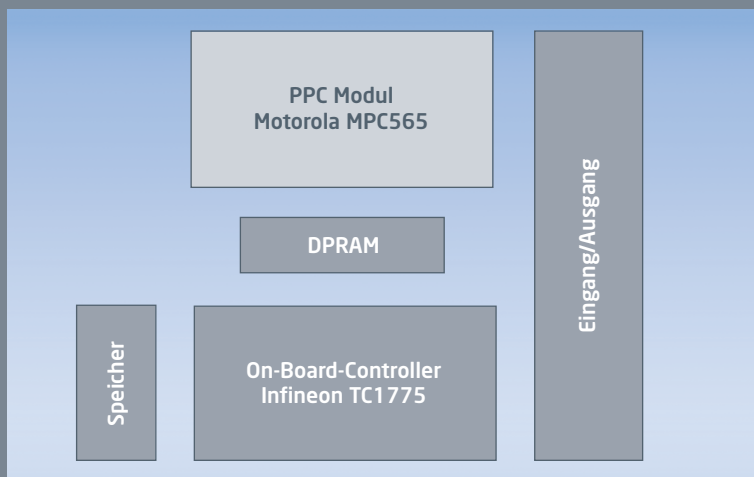 PPC Modul
Motorola MPC565
Eingang/Ausgang
DPRAM
Speicher
On-Board-Controller
Infineon TC1775